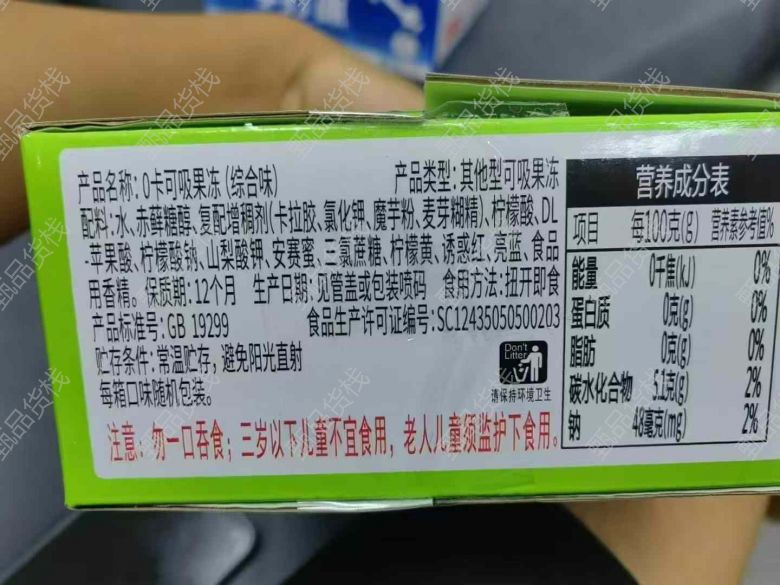 产品名称:0卡可吸果冻(综合味) 产品类型:其他型可吸果冻
配料:水、赤藓糖醇、复配增稠剂(卡拉胶、氯化钾、魔芋粉、麦芽糊精)、柠檬酸、DL
-苹果酸、柠檬酸钠、山梨酸钾、安赛蜜、三氯蔗糖、柠檬黄、诱惑红、亮蓝、食品
用香精。保质期:12个月 生产日期:见管盖或包装喷码 食用方法:扭开即食
产品标准号:GB 19299 食品生产许可证编号:SC12435050500203
贮存条件:常温贮存,避免阳光直射
每箱口味随机包装。
Don't
Litter
请保持环境卫生
注意:勿一口吞食;三岁以下儿童不宜食用,老人儿童须监护下食用。
营养成分表
项目 每100克(g) 营养素参考值%
能量 0千焦(kJ) 0%
蛋白质 0克(g) 0%
脂肪 0克(g) 0%
碳水化合物 5.1克(g) 2%
钠 48毫克(mg) 2%
甄品货栈